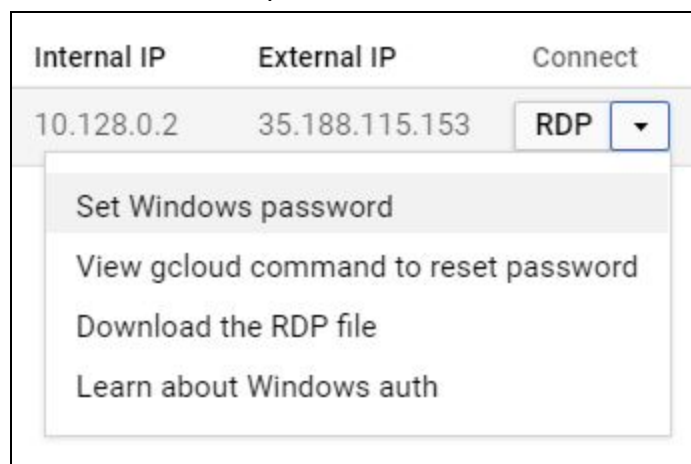 Internal IP External IP Connect
10.128.0.2 35.188.115.153 RDP
Set Windows password
View gcloud command to reset password
Download the RDP file
Learn about Windows auth